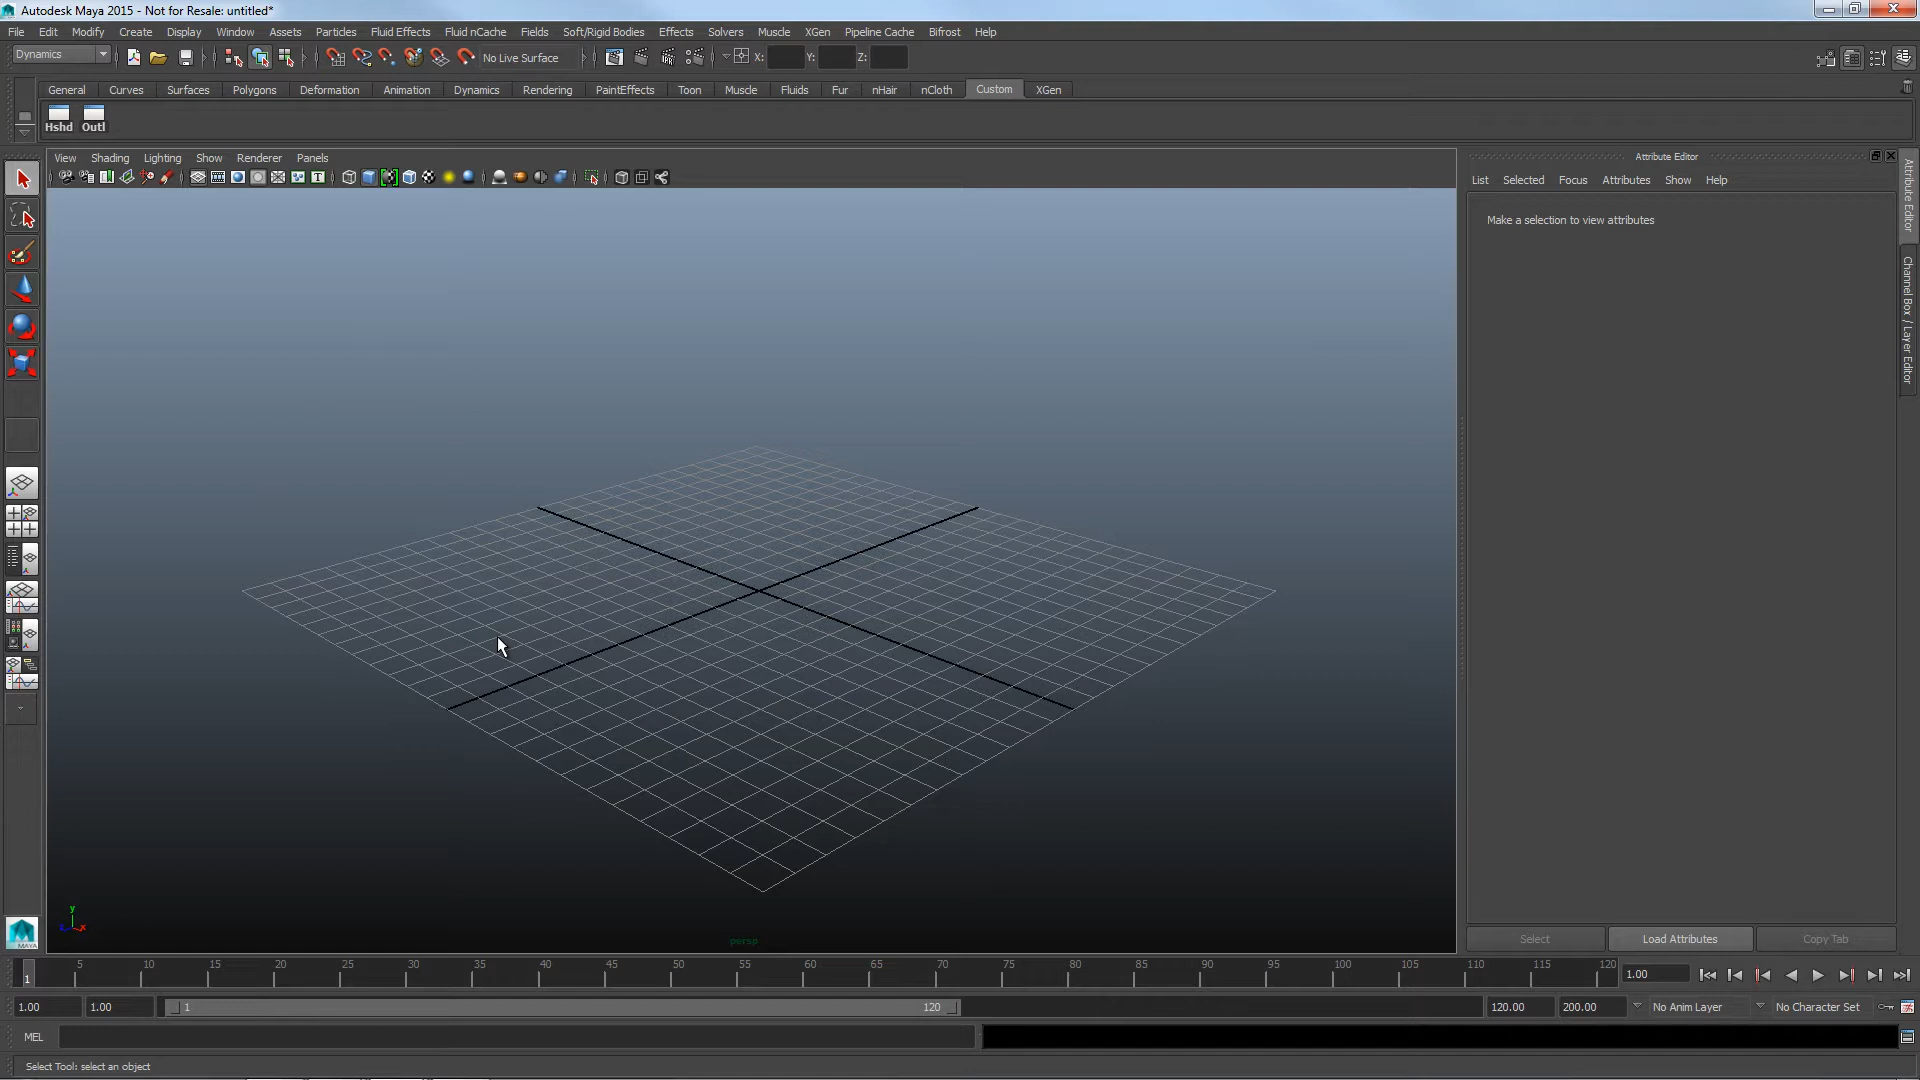 Autodesk Maya 2015 - Not for Resale: untitled*
File Edit Modify Create Display Window Assets Particles Fluid Effects Fluid nCache Fields Soft/Rigid Bodies Effects Solvers Muscle XGen Pipeline Cache Bifrost Help
Dynamics No Live Surface X: Y: Z:
General Curves Surfaces Polygons Deformation Animation Dynamics Rendering PaintEffects Toon Muscle Fluids Fur nHair nCloth Custom XGen
Hshd Outl
View Shading Lighting Show Renderer Panels
Attribute Editor
List Selected Focus Attributes Show Help
Make a selection to view attributes
Attribute Editor
Channel Box / Layer Editor
y
z x
persp
MAYA
Select Load Attributes Copy Tab
1 5 10 15 20 25 30 35 40 45 50 55 60 65 70 75 80 85 90 95 100 105 110 115 120 1.00
1.00 1.00 1 120 120.00 200.00 No Anim Layer No Character Set
MEL
Select Tool: select an object